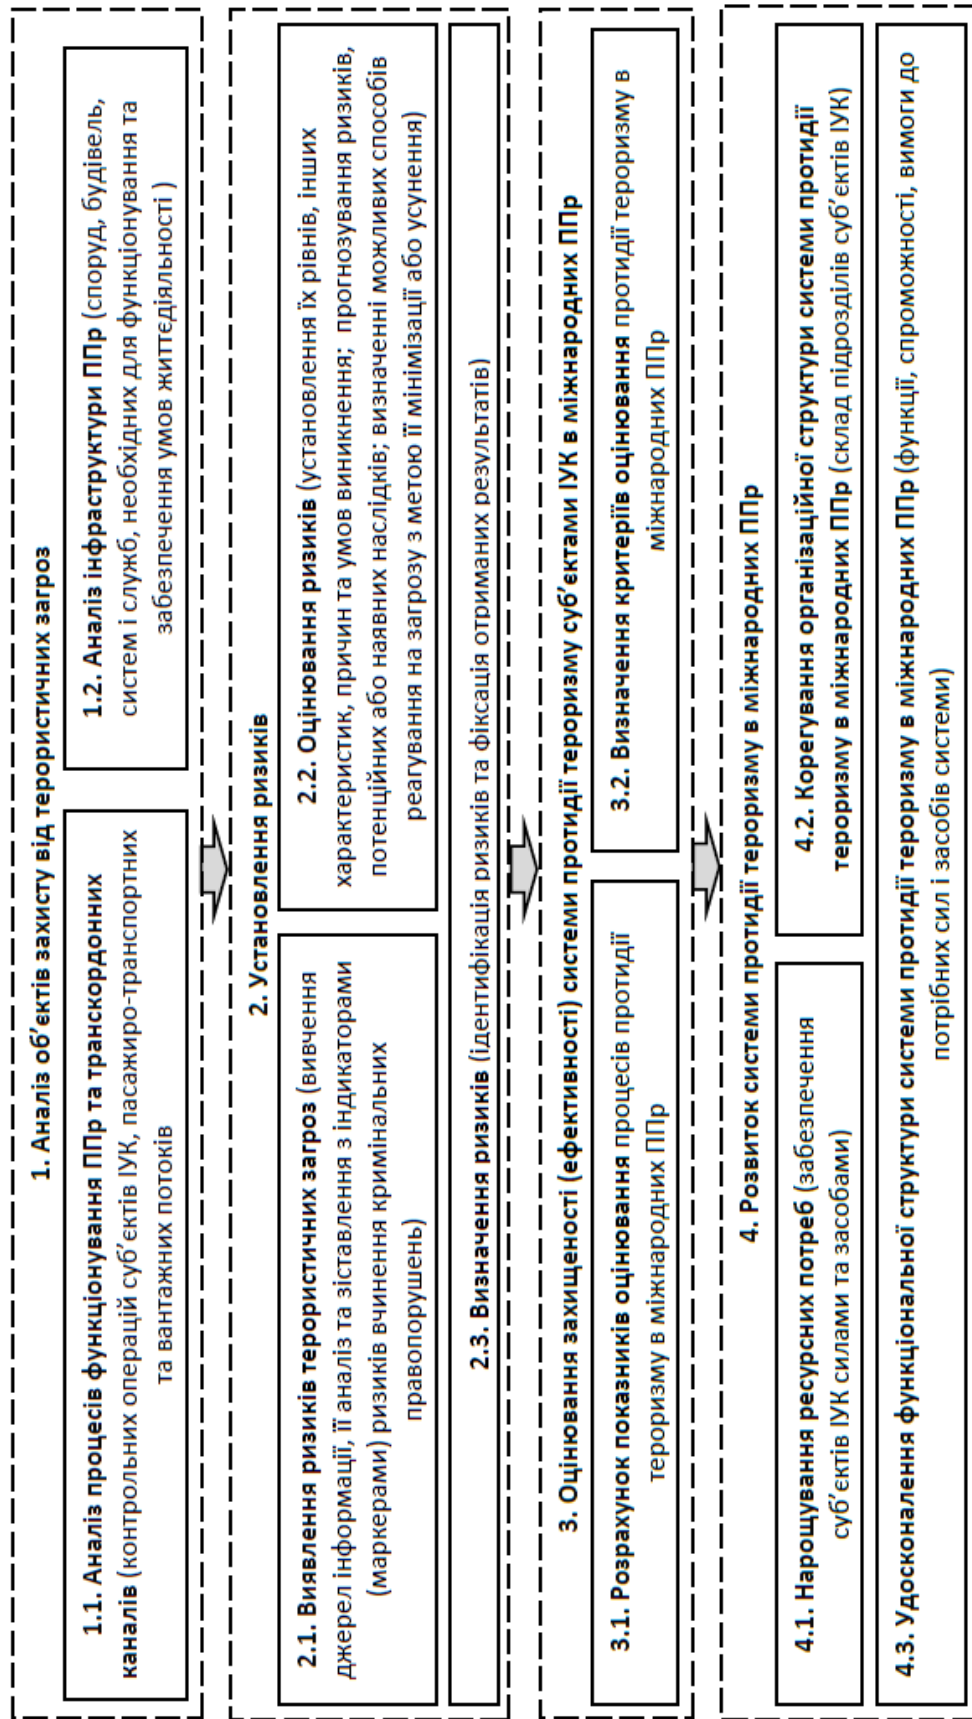 1. Аналіз об’єктів захисту від терористичних загроз
1.1. Аналіз процесів функціонування ППр та транскордонних
каналів (контрольних операцій суб’єктів ІУК, пасажиро-транспортних
та вантажних потоків
1.2. Аналіз інфраструктури ППр (споруд, будівель,
систем і служб, необхідних для функціонування та
забезпечення умов життєдіяльності )
2. Установлення ризиків
2.1. Виявлення ризиків терористичних загроз (вивчення
джерел інформації, її аналіз та зіставлення з індикаторами
(маркерами) ризиків вчинення кримінальних
правопорушень)
2.2. Оцінювання ризиків (установлення їх рівнів, інших
характеристик, причин та умов виникнення; прогнозування ризиків,
потенційних або наявних наслідків; визначенні можливих способів
реагування на загрозу з метою її мінімізації або усунення)
2.3. Визначення ризиків (ідентифікація ризиків та фіксація отриманих результатів)
3. Оцінювання захищеності (ефективності) системи протидії тероризму суб’єктами ІУК в міжнародних ППр
3.1. Розрахунок показників оцінювання процесів протидії
тероризму в міжнародних ППр
3.2. Визначення критеріїв оцінювання протидії тероризму в
міжнародних ППр
4. Розвиток системи протидії тероризму в міжнародних ППр
4.1. Нарощування ресурсних потреб (забезпечення
суб’єктів ІУК силами та засобами)
4.2. Корегування організаційної структури системи протидії
тероризму в міжнародних ППр (склад підрозділів суб’єктів ІУК)
4.3. Удосконалення функціональної структури системи протидії тероризму в міжнародних ППр (функції, спроможності, вимоги до
потрібних сил і засобів системи)